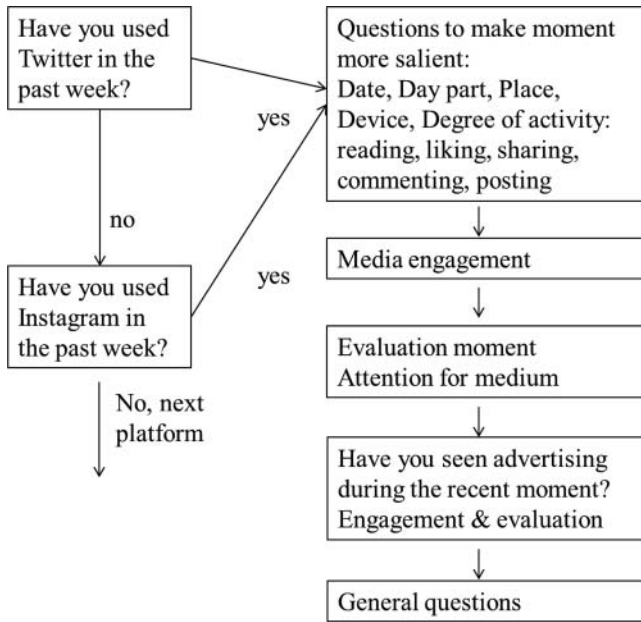 Have you used
Twitter in the
past week?
yes
no
Have you used
Instagram in
the past week?
yes
No, next
platform
Questions to make moment
more salient:
Date, Day part, Place,
Device, Degree of activity:
reading, liking, sharing,
commenting, posting
Media engagement
Evaluation moment
Attention for medium
Have you seen advertising
during the recent moment?
Engagement & evaluation
General questions